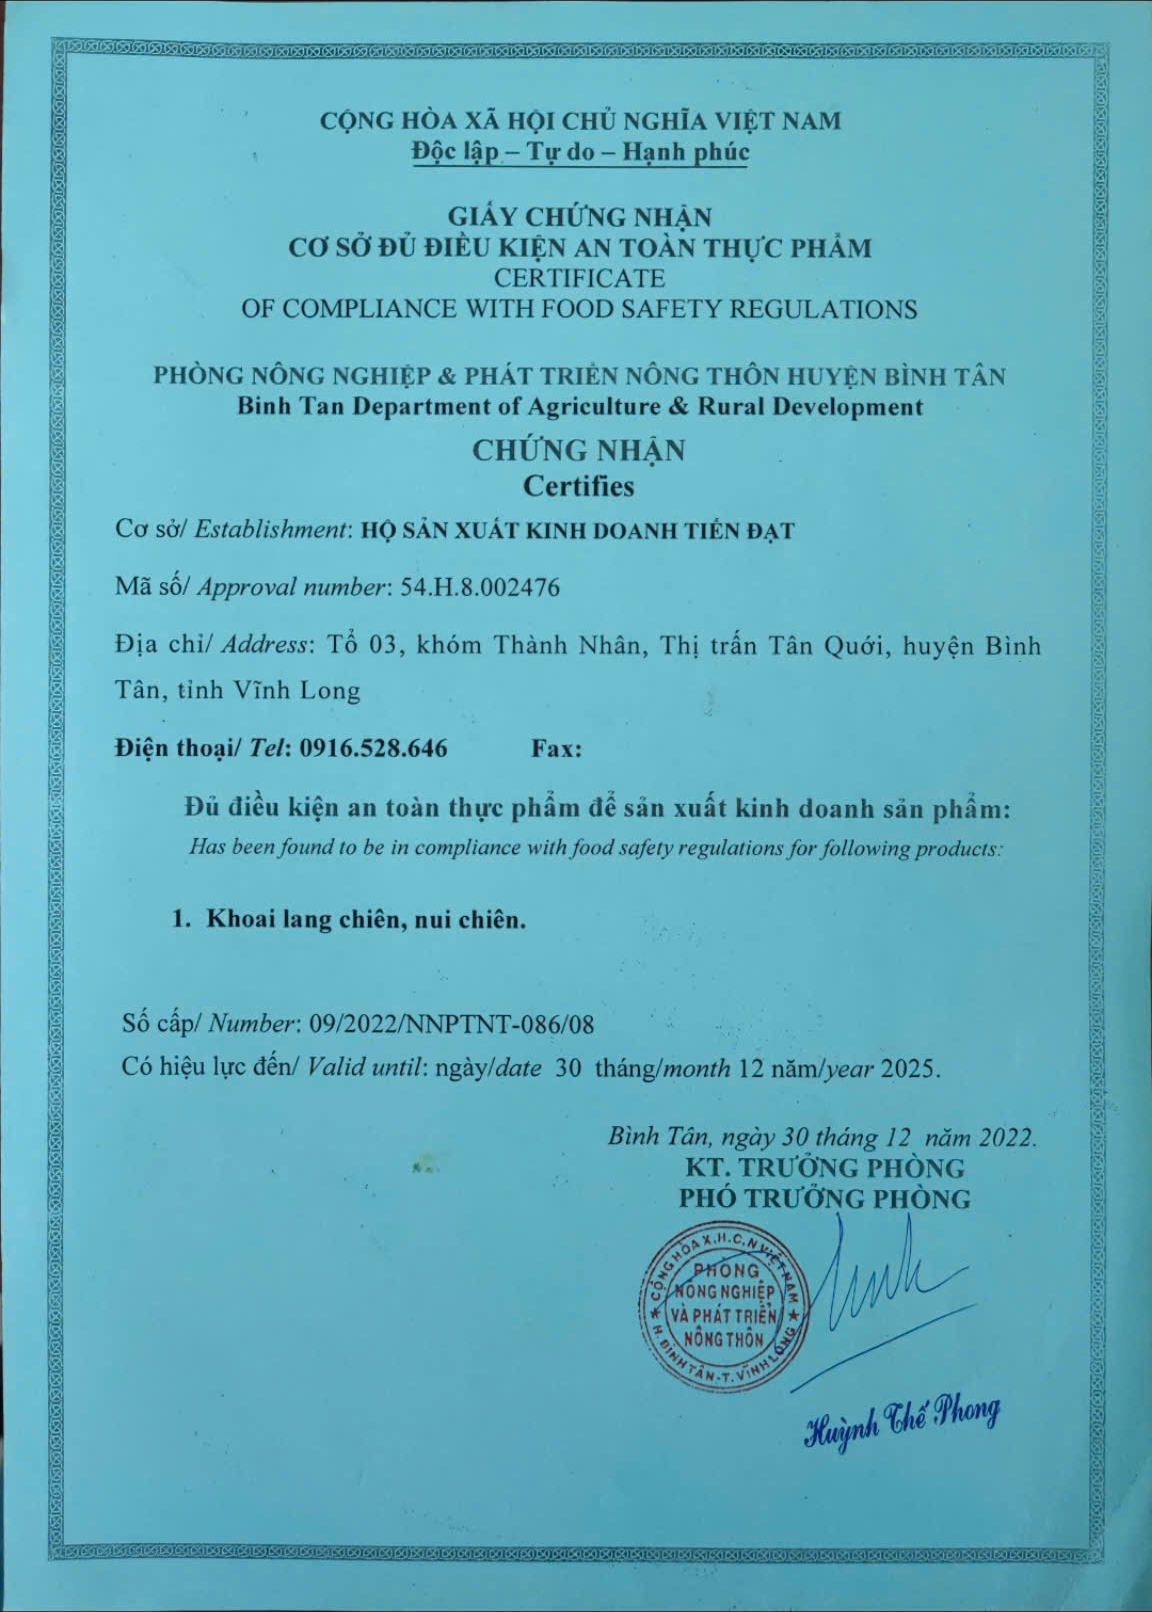 CỘNG HÒA XÃ HỘI CHỦ NGHĨA VIỆT NAM
Độc lập – Tự do – Hạnh phúc
GIẤY CHỨNG NHẬN
CƠ SỞ ĐỦ ĐIỀU KIỆN AN TOÀN THỰC PHẨM
CERTIFICATE
OF COMPLIANCE WITH FOOD SAFETY REGULATIONS
PHÒNG NÔNG NGHIỆP & PHÁT TRIỂN NÔNG THÔN HUYỆN BÌNH TÂN
Binh Tan Department of Agriculture & Rural Development
CHỨNG NHẬN
Certifies
Cơ sở/ Establishment: HỘ SẢN XUẤT KINH DOANH TIẾN ĐẠT
Mã số/ Approval number: 54.H.8.002476
Địa chỉ/ Address: Tổ 03, khóm Thành Nhân, Thị trấn Tân Quới, huyện Bình
Tân, tỉnh Vĩnh Long
Điện thoại/ Tel: 0916.528.646 Fax:
Đủ điều kiện an toàn thực phẩm để sản xuất kinh doanh sản phẩm:
Has been found to be in compliance with food safety regulations for following products:
1. Khoai lang chiên, nui chiên.
Số cấp/ Number: 09/2022/NNPTNT-086/08
Có hiệu lực đến/ Valid until: ngày/date 30 tháng/month 12 năm/year 2025.
Bình Tân, ngày 30 tháng 12 năm 2022.
KT. TRƯỞNG PHÒNG
PHÓ TRƯỞNG PHÒNG
CỘNG HÒA X.H.C.N VIỆT NAM
PHÒNG
NÔNG NGHIỆP
VÀ PHÁT TRIỂN
NÔNG THÔN
H. BÌNH TÂN - T. VĨNH LONG
Huỳnh Thế Phong